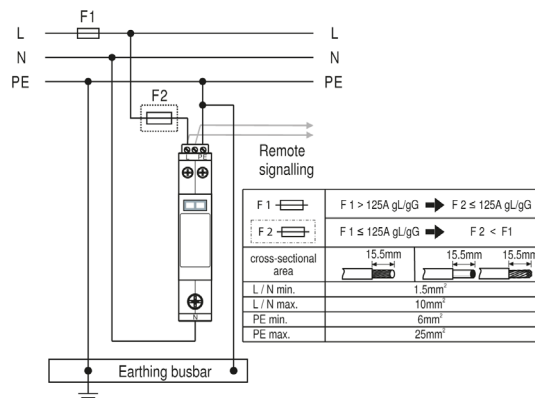 F1
L L
N N
PE PE
F2
L PE
Remote
signalling
N
Earthing busbar
F 1 F 1 > 125A gL/gG F 2 ≤ 125A gL/gG
F 2 F 1 ≤ 125A gL/gG F 2 < F1
cross-sectional
area
15.5mm 15.5mm 15.5mm
L / N min. 1.5mm²
L / N max. 10mm²
PE min. 6mm²
PE max. 25mm²